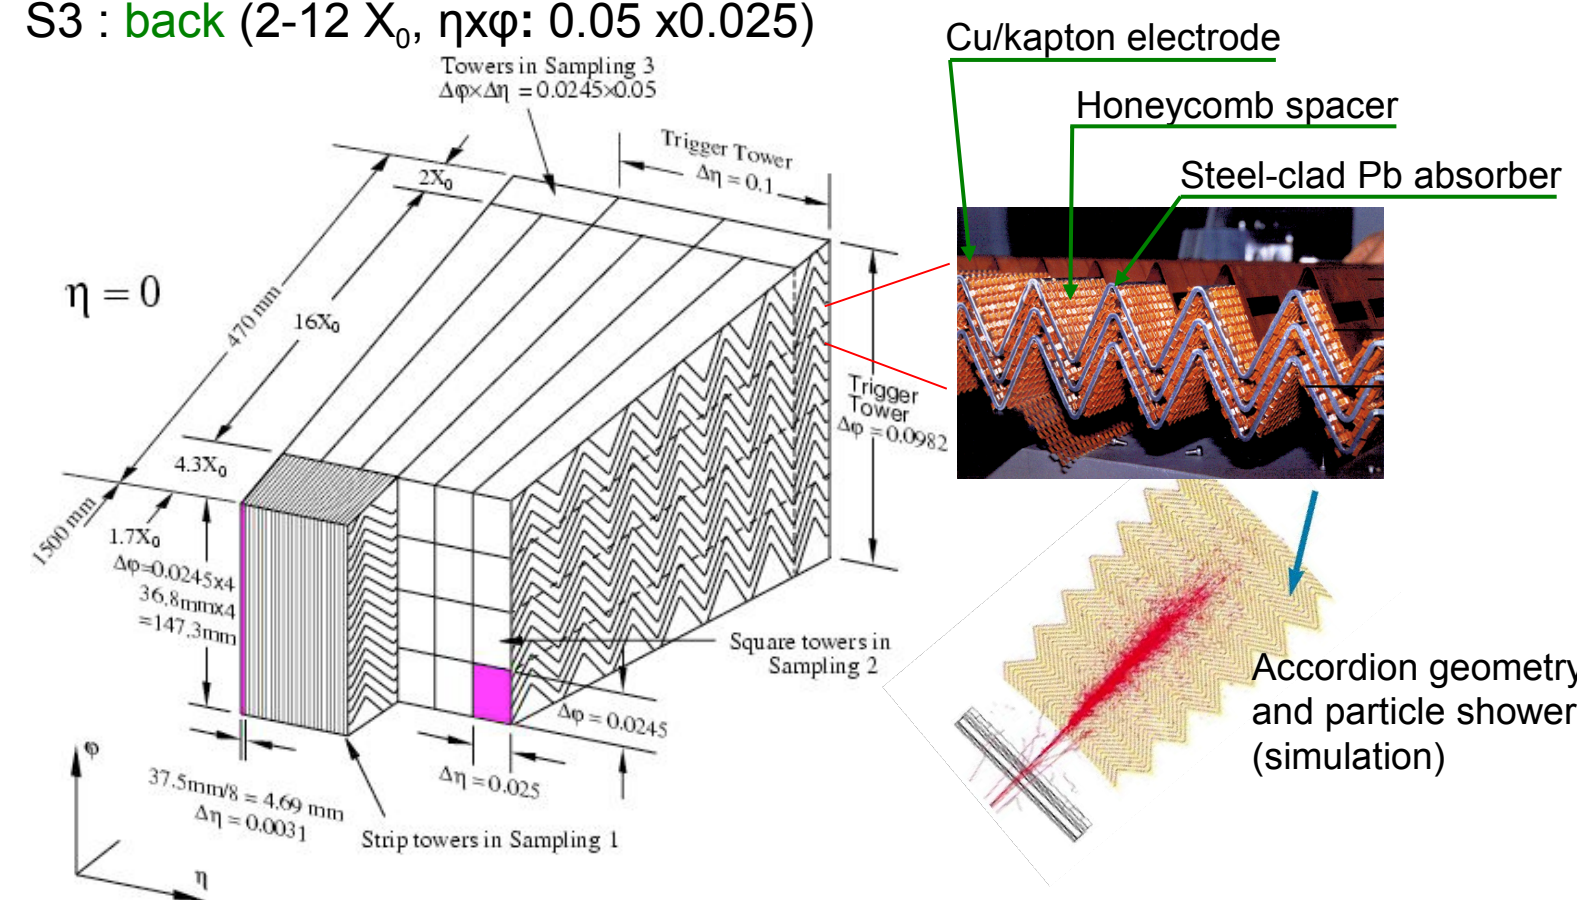 S3 : back (2-12 X₀, ηxφ: 0.05 x0.025)
Towers in Sampling 3
Δφ×Δη = 0.0245×0.05
Trigger Tower
Δη = 0.1
2X₀
η = 0
470 mm
16X₀
4.3X₀
1500 mm
1.7X₀
Δφ=0.0245x4
36.8mmx4
=147.3mm
Trigger
Tower
Δφ = 0.0982
Square towers in
Sampling 2
Δφ = 0.0245
Δη = 0.025
37.5mm/8 = 4.69 mm
Δη = 0.0031
Strip towers in Sampling 1
φ
η
Cu/kapton electrode
Honeycomb spacer
Steel-clad Pb absorber
Accordion geometry
and particle shower
(simulation)